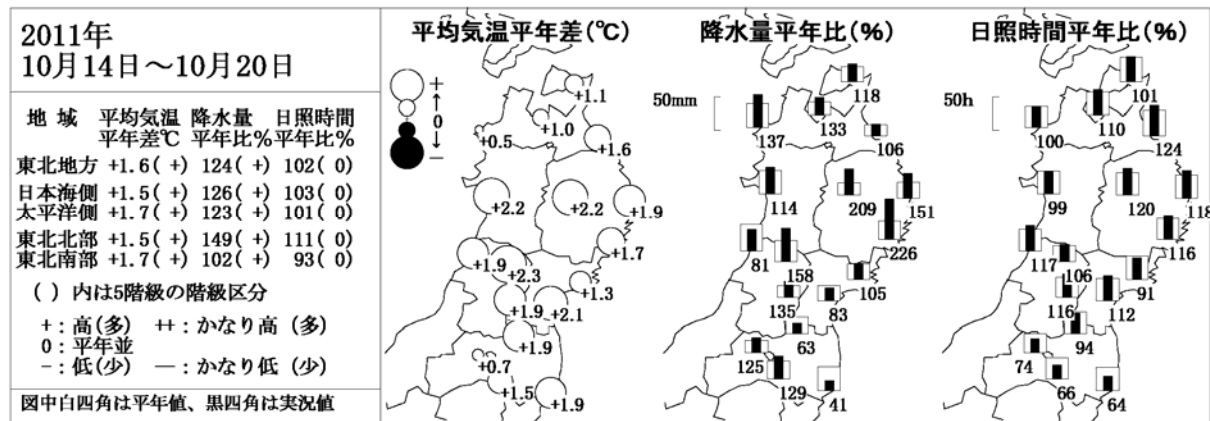 2011年
10月14日～10月20日
地 域 平均気温 降水量 日照時間
平年差℃ 平年比% 平年比%
東北地方 +1.6( +) 124( +) 102( 0)
日本海側 +1.5( +) 126( +) 103( 0)
太平洋側 +1.7( +) 123( +) 101( 0)
東北北部 +1.5( +) 149( +) 111( 0)
東北南部 +1.7( +) 102( +) 93( 0)
( ) 内は5階級の階級区分
+：高(多) ++：かなり高 (多)
0：平年並
-：低(少) —：かなり低 (少)
図中白四角は平年値、黒四角は実況値
平均気温平年差(℃)
+
↑
0
↓
-
+1.1
+1.0
+0.5
+1.6
+2.2
+2.2
+1.9
+1.7
+1.9
+2.3
+1.3
+1.9
+2.1
+1.9
+0.7
+1.5
+1.9
降水量平年比(%)
50mm
118
133
137
106
114
209
151
226
81
158
105
135
83
63
125
129
41
日照時間平年比(%)
50h
101
110
100
124
99
120
118
116
117
106
91
116
112
94
74
66
64